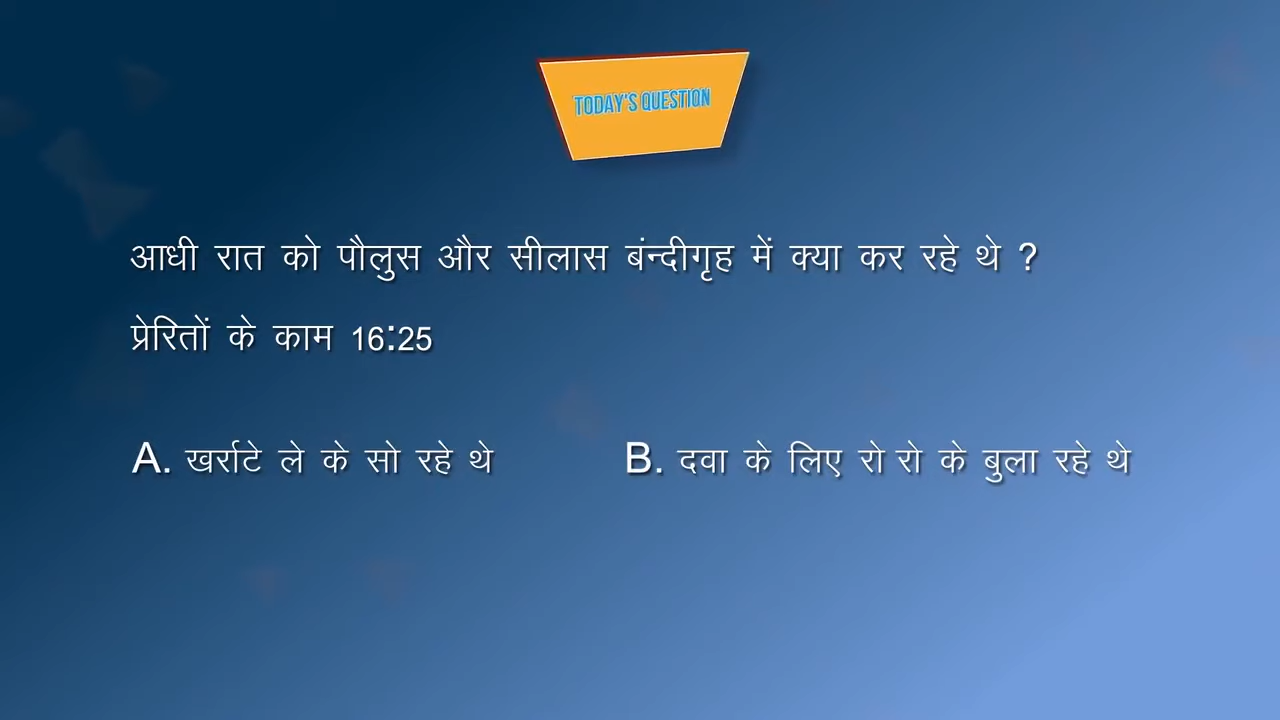 TODAY'S QUESTION
आधी रात को पौलुस और सीलास बंन्दीगृह में क्या कर रहे थे ?
प्रेरितों के काम 16:25
A. खर्राटे ले के सो रहे थे B. दवा के लिए रो रो के बुला रहे थे